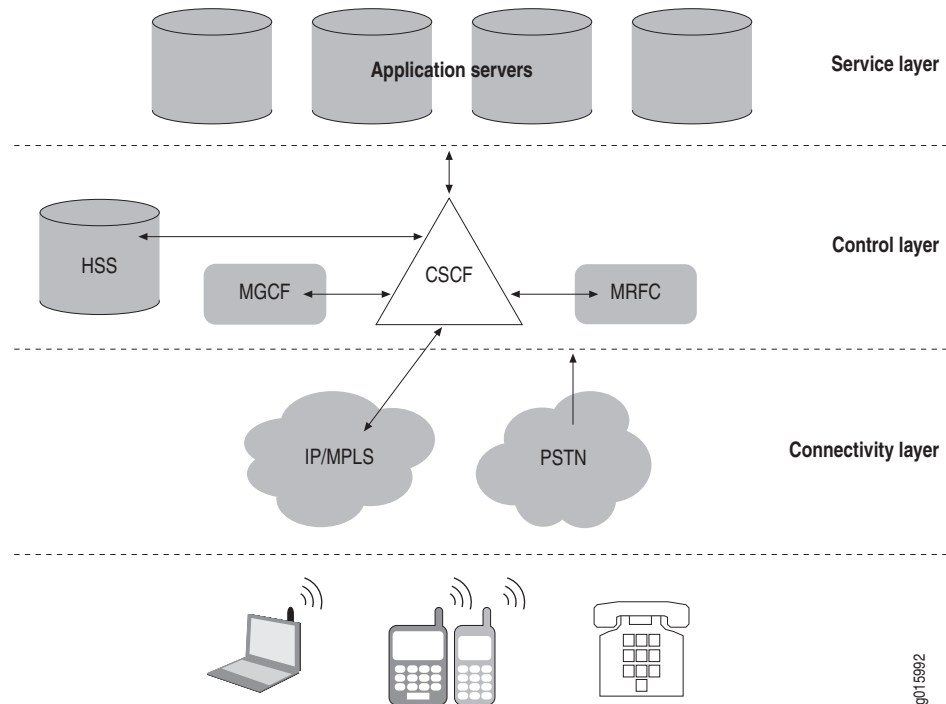 Application servers
Service layer
HSS
MGCF
CSCF
MRFC
Control layer
IP/MPLS
PSTN
Connectivity layer
g015992